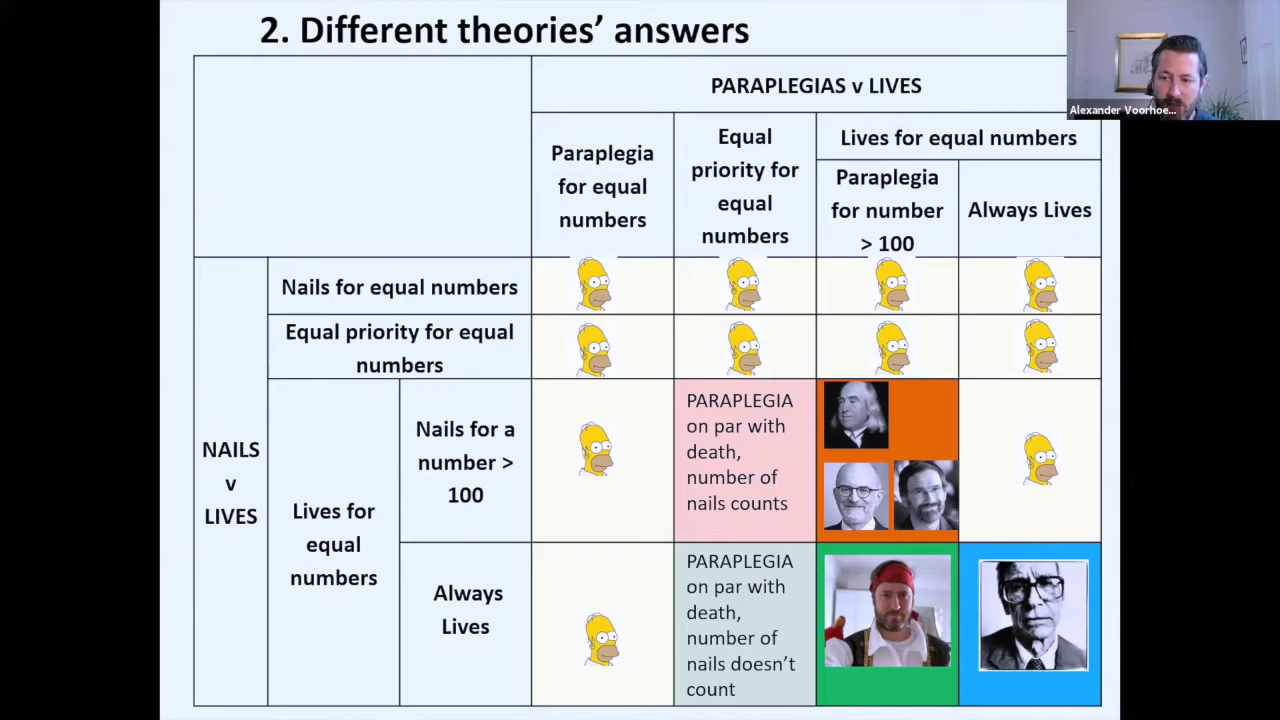 2. Different theories’ answers
Alexander Voorhoe...
PARAPLEGIAS v LIVES
Paraplegia
for equal
numbers
Equal
priority for
equal
numbers
Lives for equal numbers
Paraplegia
for number
> 100
Always Lives
NAILS
v
LIVES
Nails for equal numbers
Equal priority for equal
numbers
Lives for
equal
numbers
Nails for a
number >
100
PARAPLEGIA
on par with
death,
number of
nails counts
Always
Lives
PARAPLEGIA
on par with
death,
number of
nails doesn’t
count